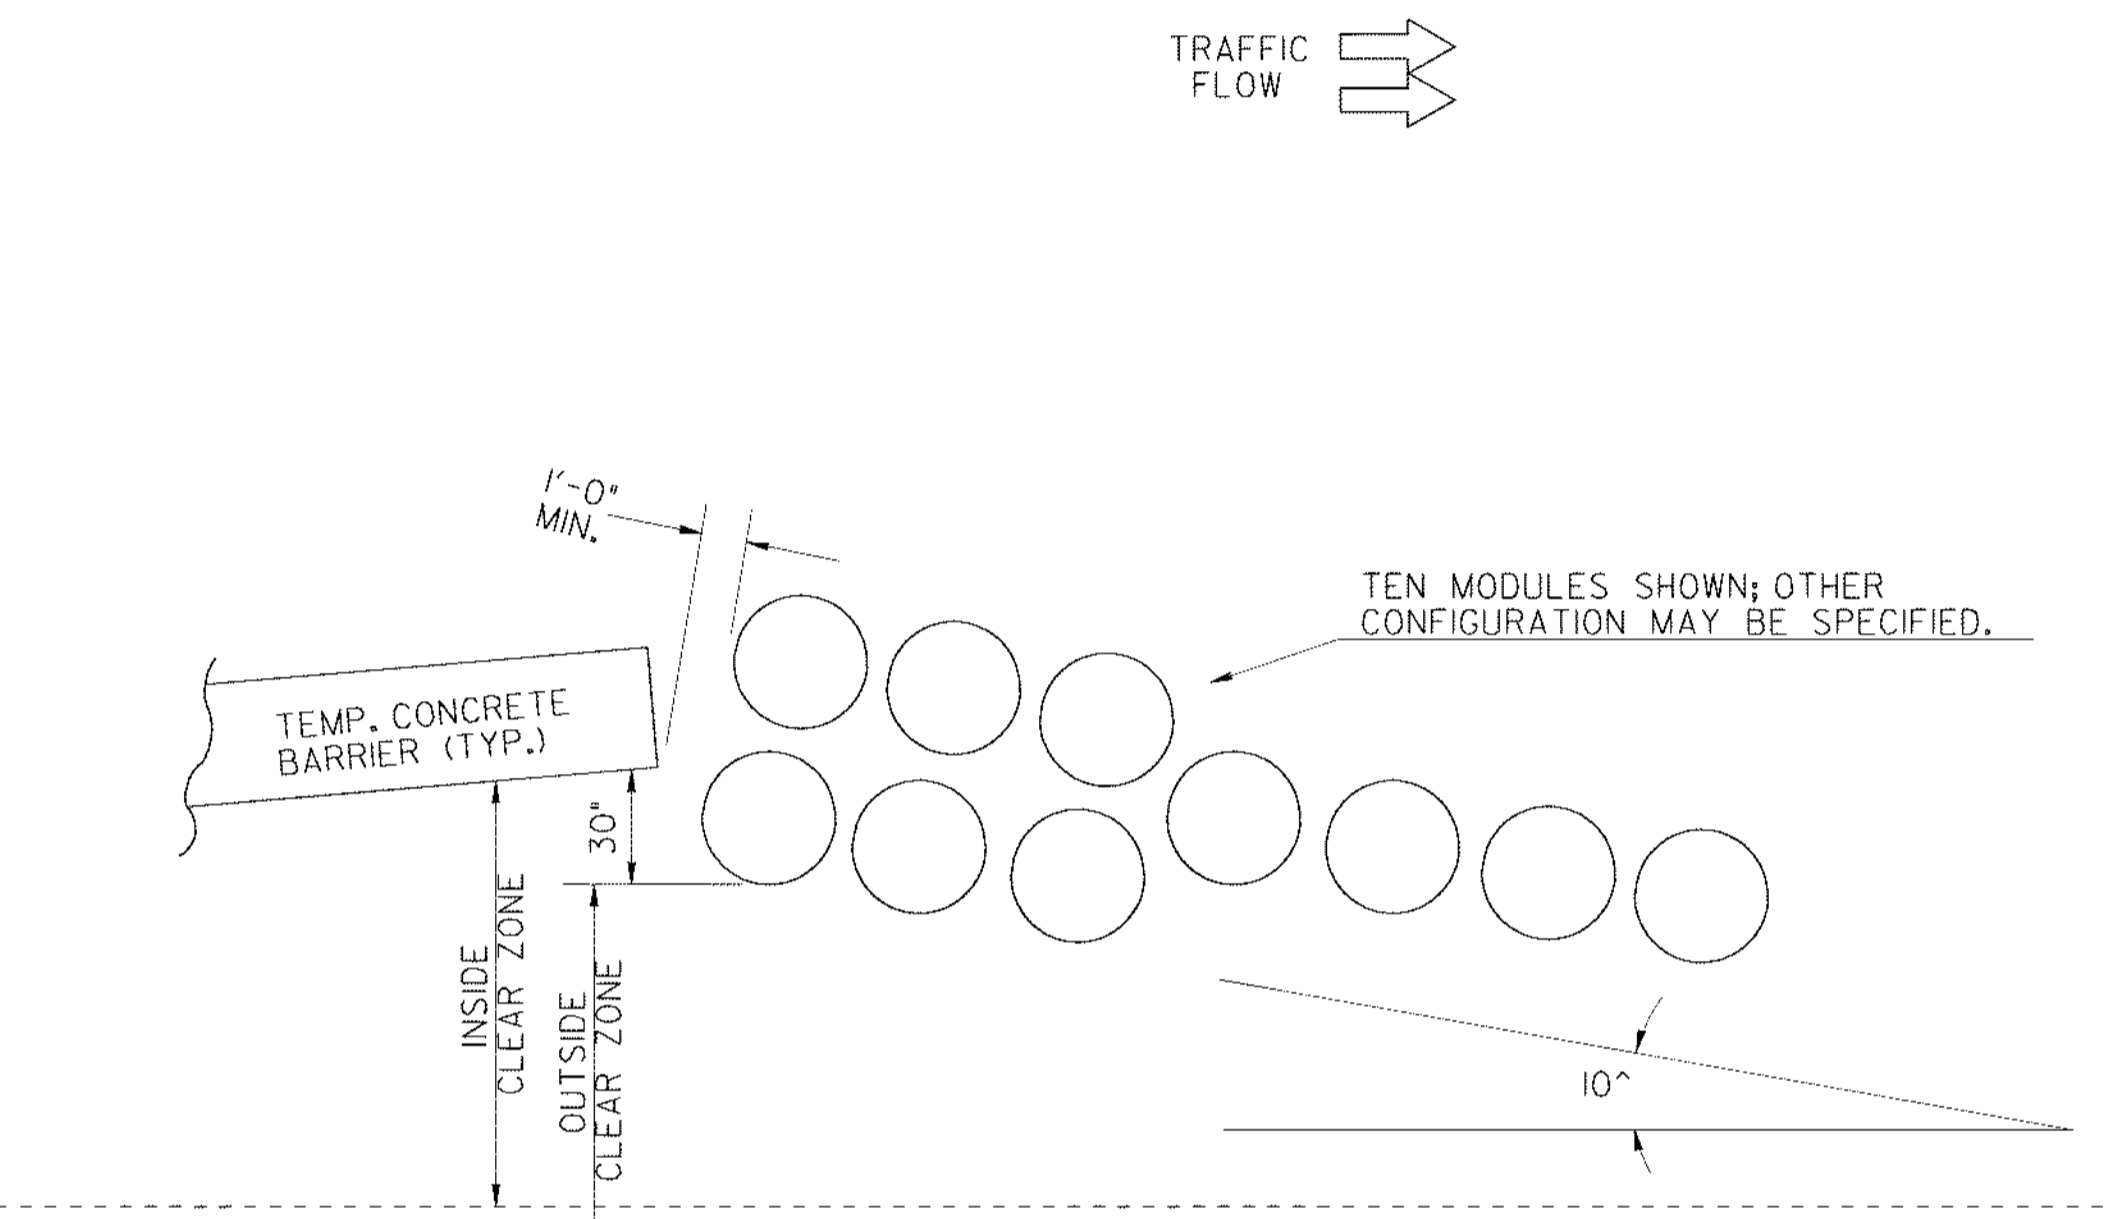 TRAFFIC
FLOW
1'-0"
MIN.
TEN MODULES SHOWN; OTHER
CONFIGURATION MAY BE SPECIFIED.
TEMP. CONCRETE
BARRIER (TYP.)
30"
INSIDE
CLEAR ZONE
OUTSIDE
CLEAR ZONE
10^